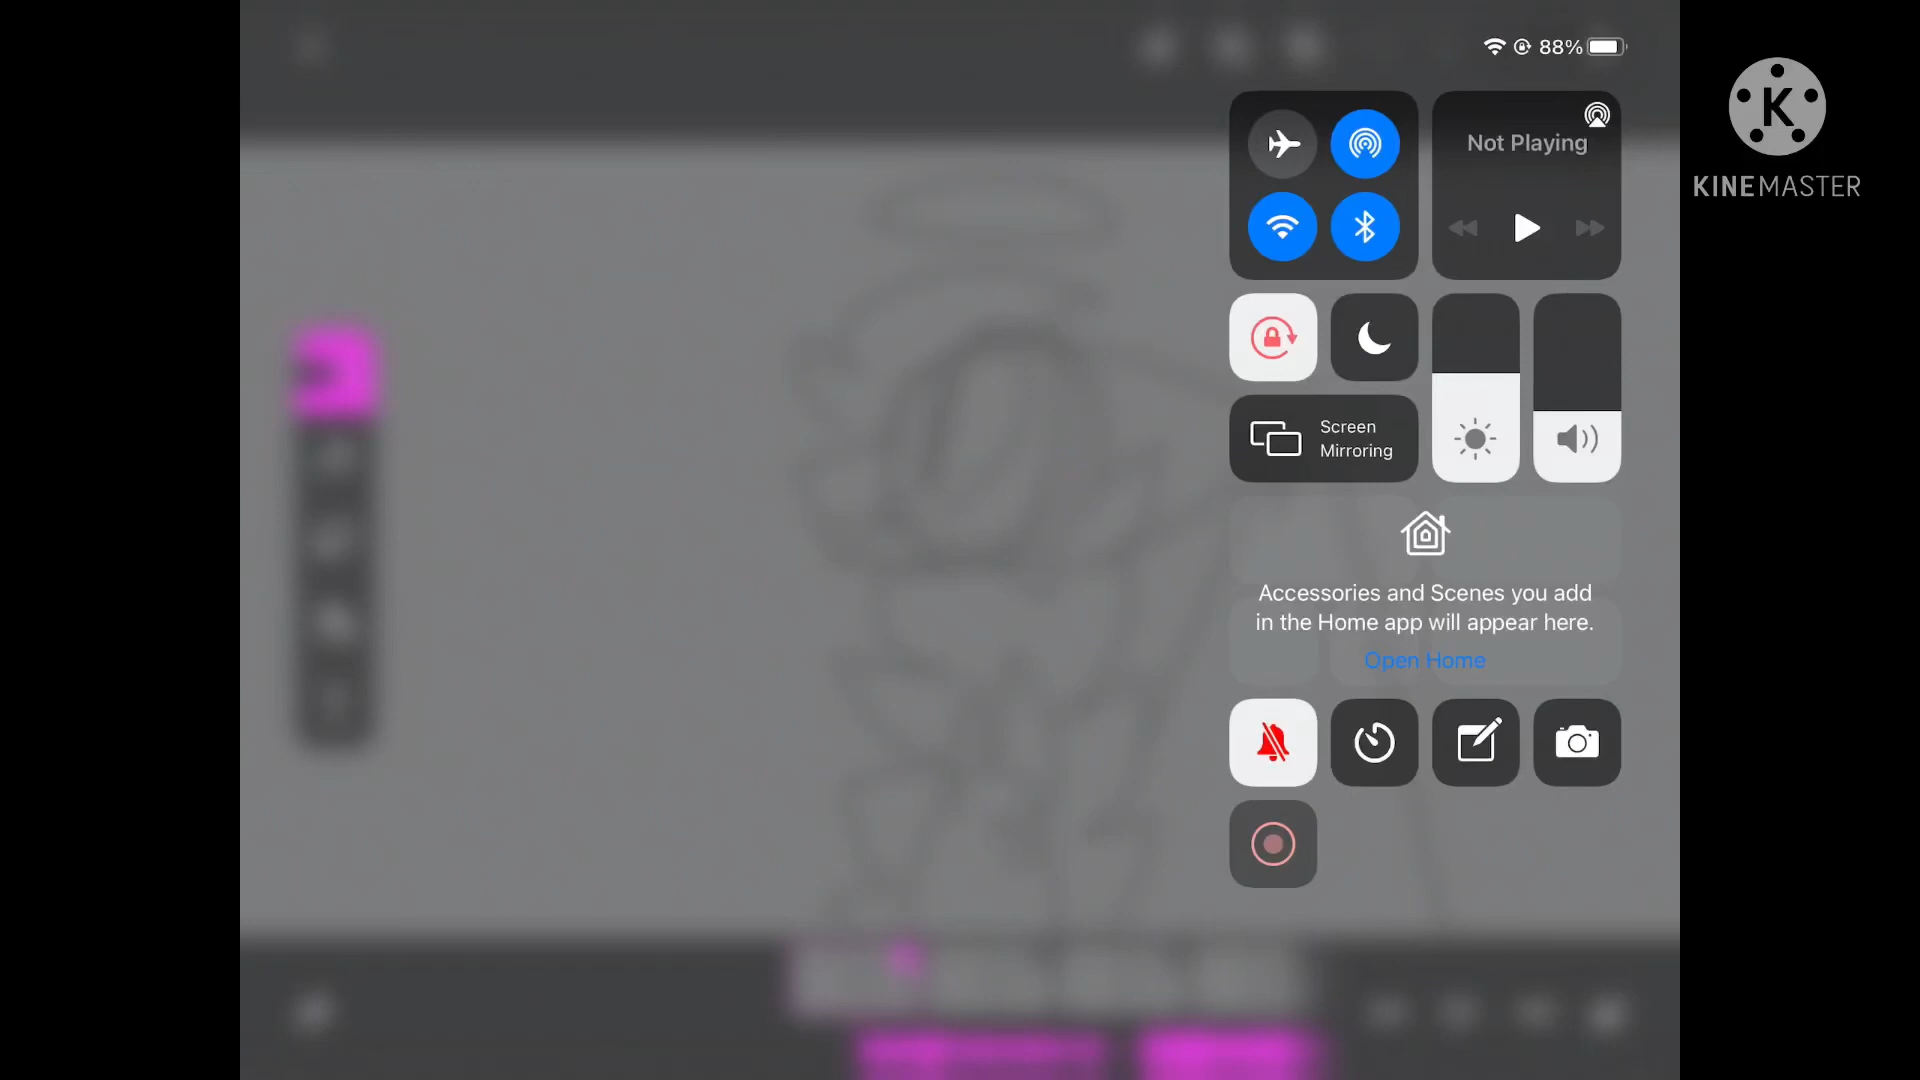 88%
Not Playing
K
KINEMASTER
Screen
Mirroring
Accessories and Scenes you add
in the Home app will appear here.
Open Home